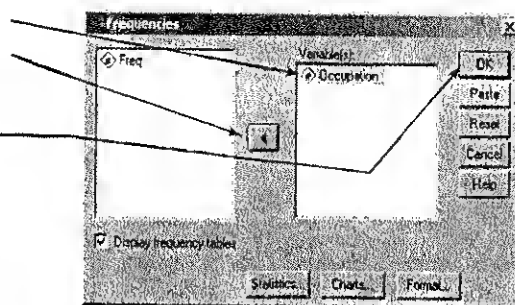 Frequencies
Freq
Variable(s):
Occupation
OK
Paste
Reset
Cancel
Help
Display frequency tables
Statistics...
Charts...
Format...